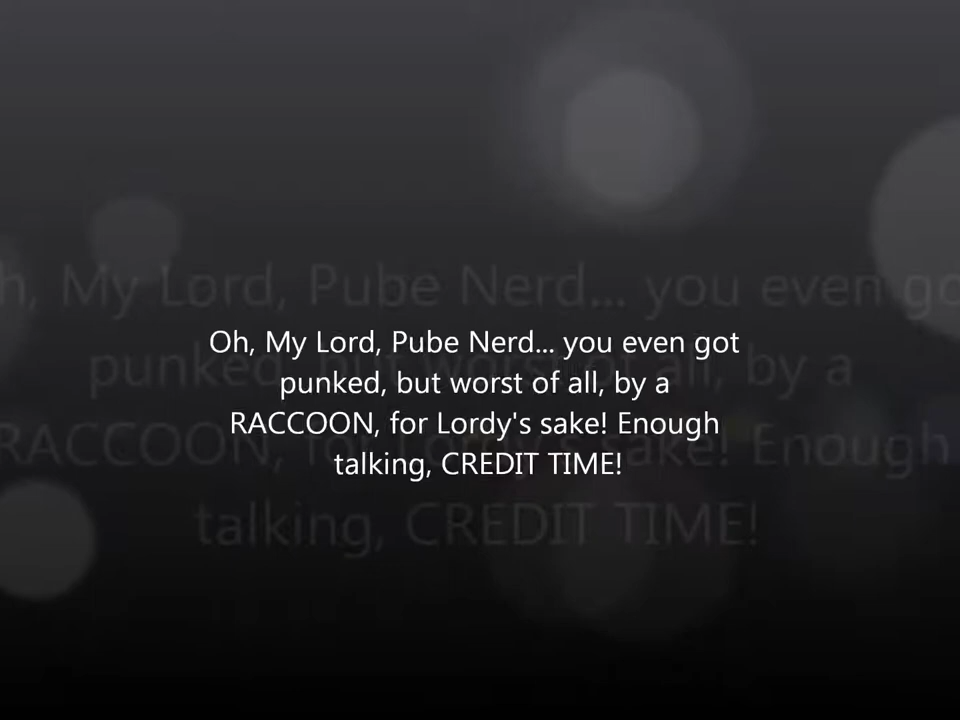 Oh, My Lord, Pube Nerd... you even got
punked, but worst of all, by a
RACCOON, for Lordy's sake! Enough
talking, CREDIT TIME!